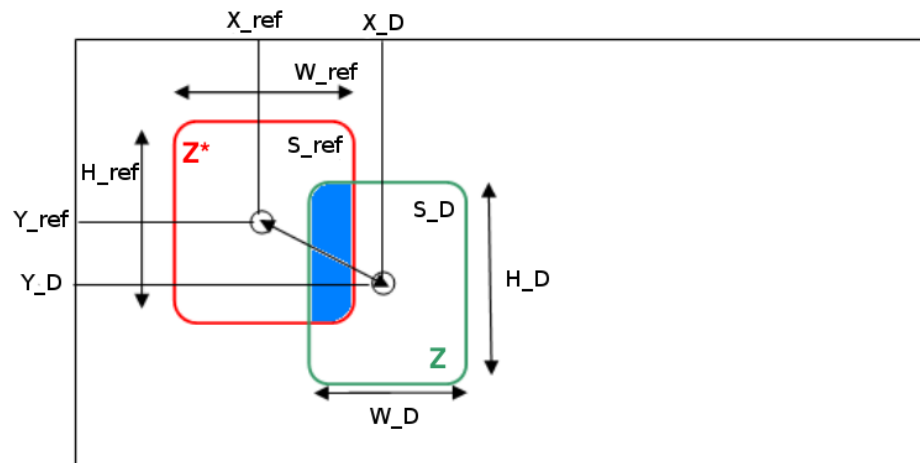 X_ref
X_D
W_ref
Z*
S_ref
H_ref
Y_ref
S_D
Y_D
H_D
Z
W_D